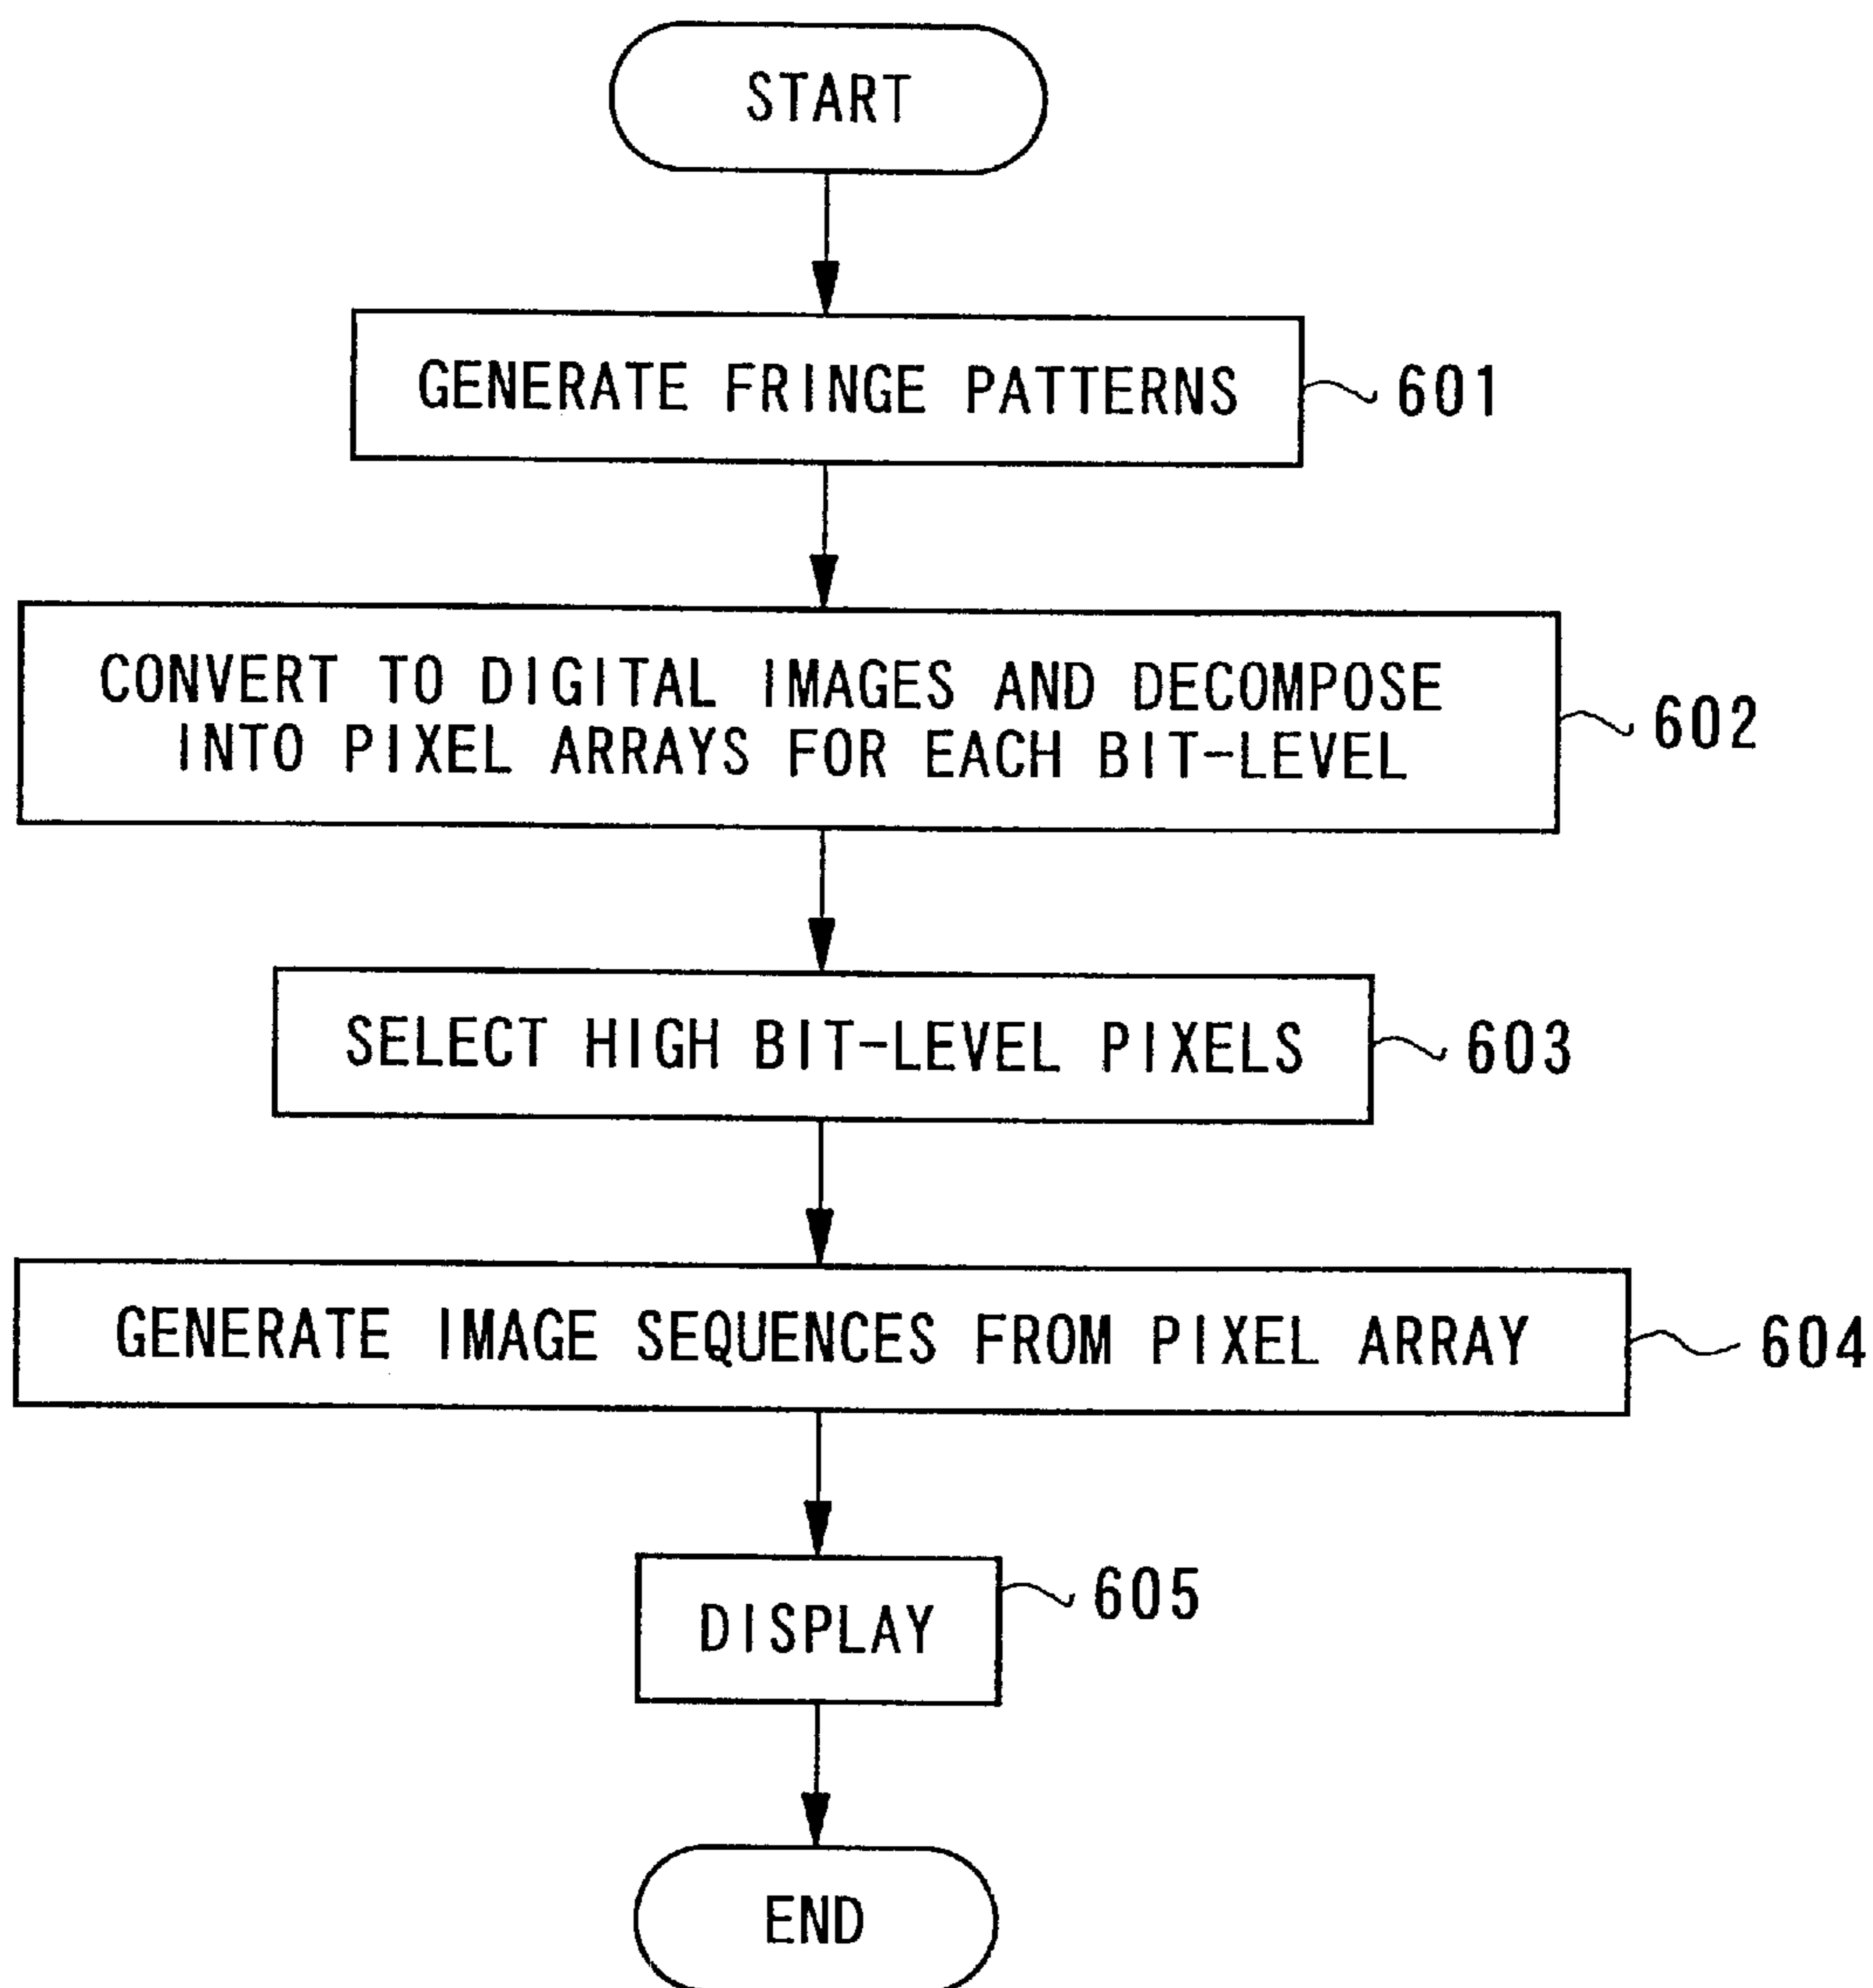 START
GENERATE FRINGE PATTERNS
601
CONVERT TO DIGITAL IMAGES AND DECOMPOSE
INTO PIXEL ARRAYS FOR EACH BIT-LEVEL
602
SELECT HIGH BIT-LEVEL PIXELS
603
GENERATE IMAGE SEQUENCES FROM PIXEL ARRAY
604
DISPLAY
605
END